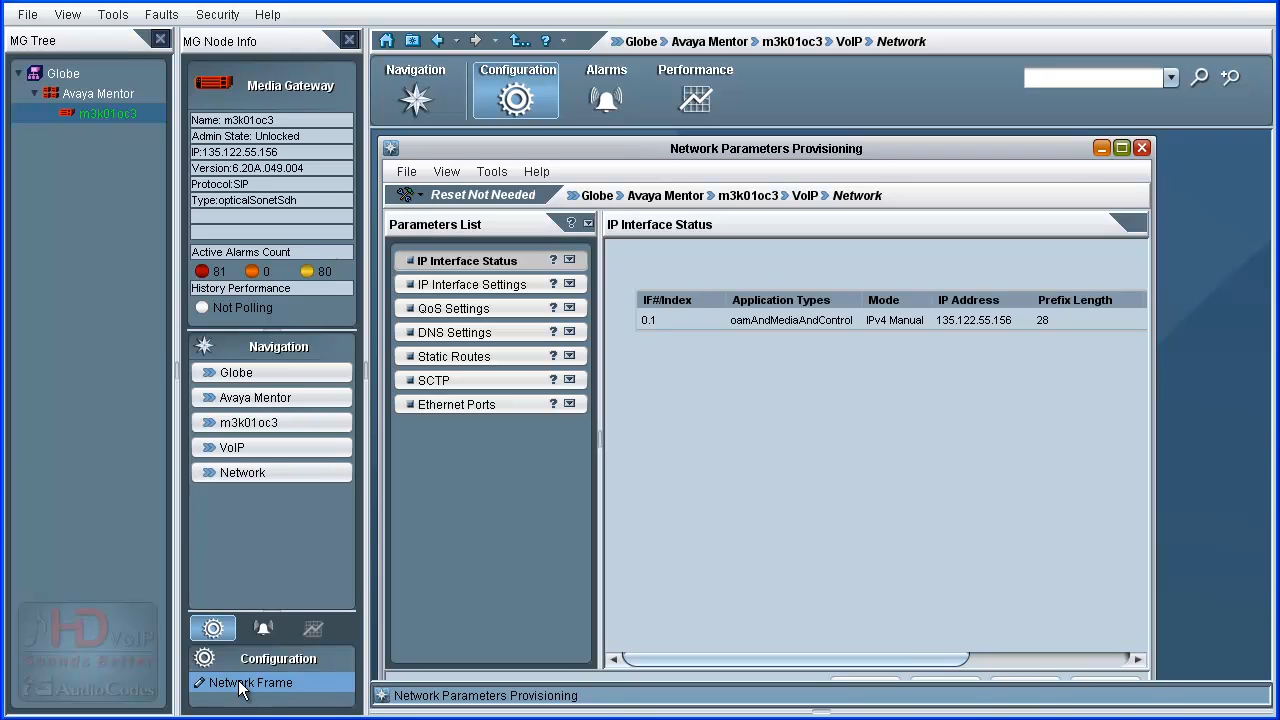 File View Tools Faults Security Help
MG Tree
Globe
Avaya Mentor
m3k01oc3
HD VoIP
Sounds Better
AudioCodes
MG Node Info
Media Gateway
Name: m3k01oc3
Admin State: Unlocked
IP:135.122.55.156
Version:6.20A.049.004
Protocol:SIP
Type:opticalSonetSdh
Active Alarms Count
81 0 80
History Performance
Not Polling
Navigation
Globe
Avaya Mentor
m3k01oc3
VoIP
Network
Configuration
Network Frame
Globe Avaya Mentor m3k01oc3 VoIP Network
Navigation Configuration Alarms Performance
Network Parameters Provisioning
File View Tools Help
Reset Not Needed Globe Avaya Mentor m3k01oc3 VoIP Network
Parameters List ?
IP Interface Status ?
IP Interface Settings ?
QoS Settings ?
DNS Settings ?
Static Routes ?
SCTP ?
Ethernet Ports ?
IP Interface Status
IF#/Index Application Types Mode IP Address Prefix Length
0.1 oamAndMediaAndControl IPv4 Manual 135.122.55.156 28
Network Parameters Provisioning